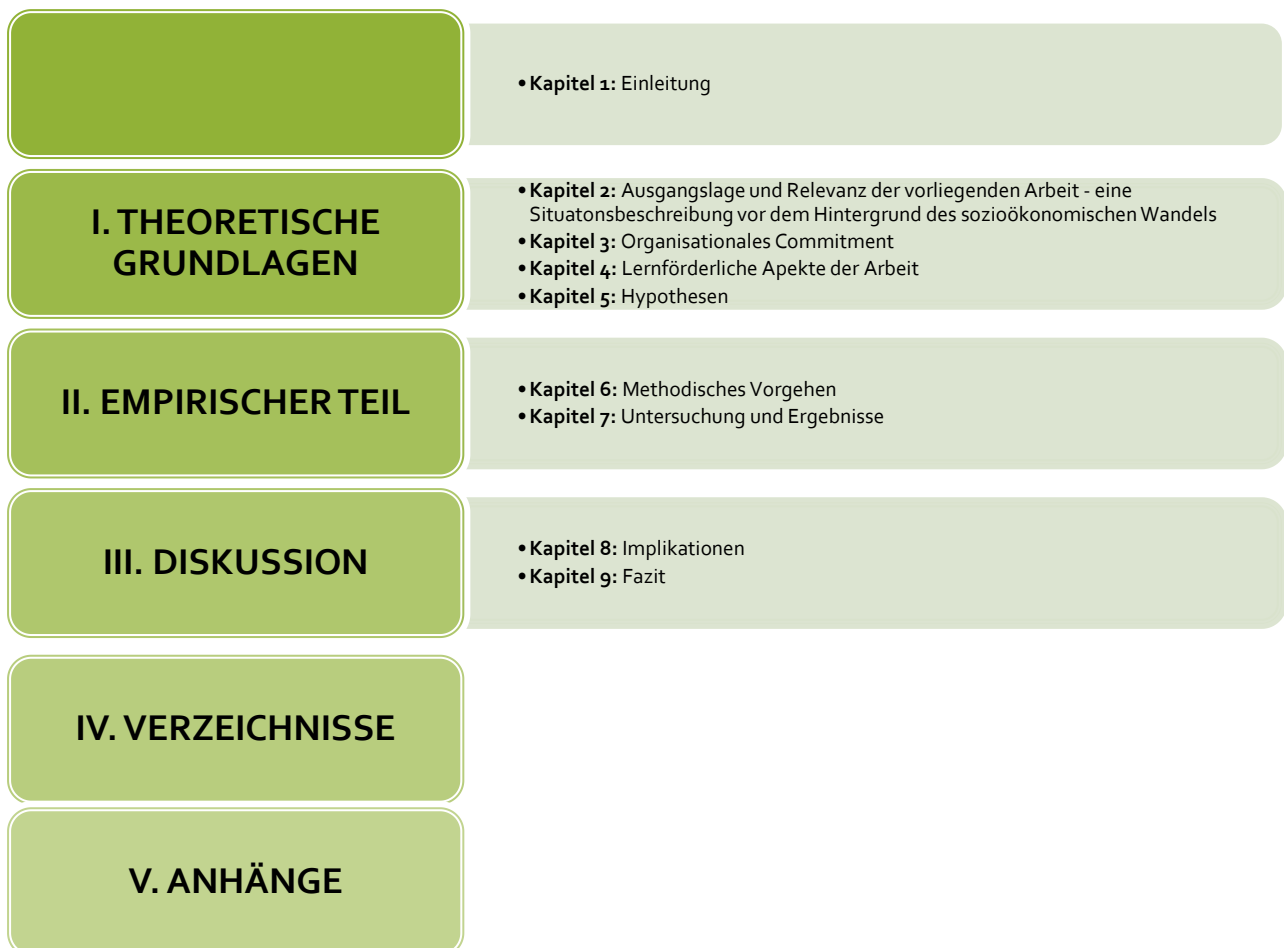 • Kapitel 1: Einleitung
I. THEORETISCHE
GRUNDLAGEN
• Kapitel 2: Ausgangslage und Relevanz der vorliegenden Arbeit - eine
Situatonsbeschreibung vor dem Hintergrund des sozioökonomischen Wandels
• Kapitel 3: Organisationales Commitment
• Kapitel 4: Lernförderliche Apekte der Arbeit
• Kapitel 5: Hypothesen
II. EMPIRISCHER TEIL
• Kapitel 6: Methodisches Vorgehen
• Kapitel 7: Untersuchung und Ergebnisse
III. DISKUSSION
• Kapitel 8: Implikationen
• Kapitel 9: Fazit
IV. VERZEICHNISSE
V. ANHÄNGE